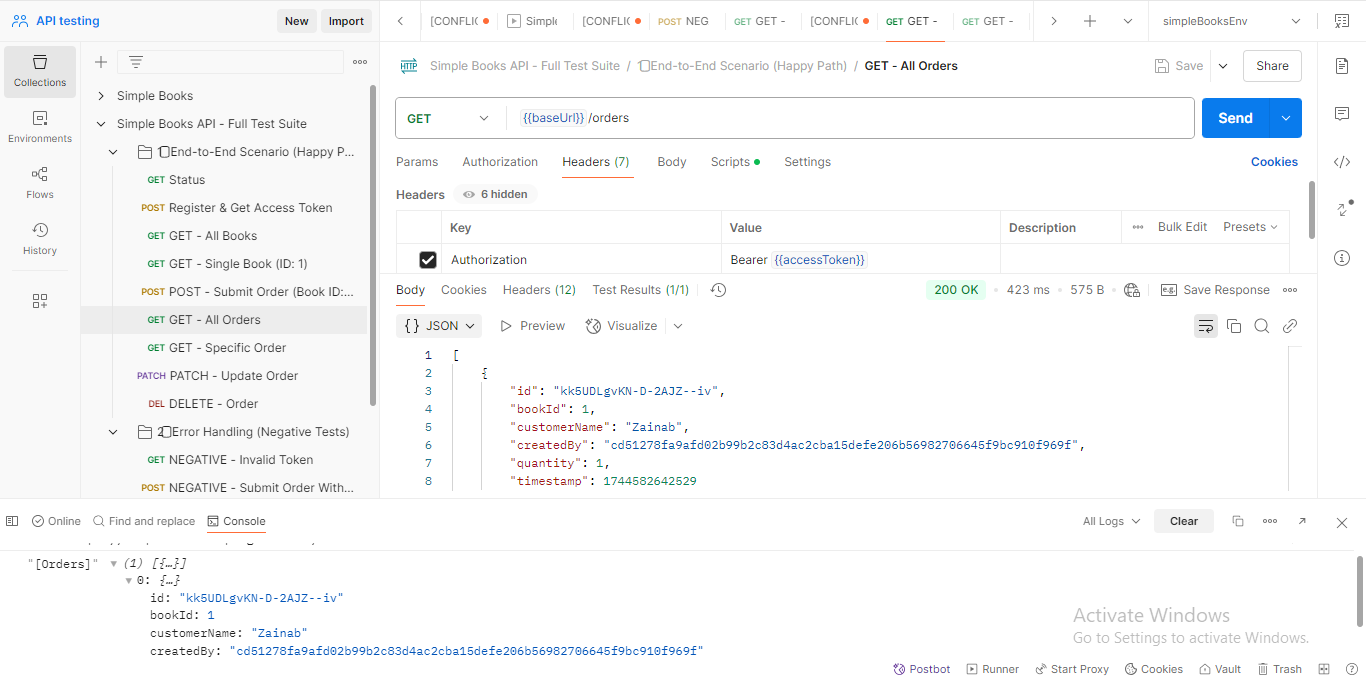 API testing
New
Import
[CONFLIC
Simple
[CONFLIC
POST NEG
GET GET -
[CONFLIC
GET GET -
GET GET -
simpleBooksEnv
Collections
Environments
Flows
History
Simple Books
Simple Books API - Full Test Suite
1 End-to-End Scenario (Happy P...
GET Status
POST Register & Get Access Token
GET GET - All Books
GET GET - Single Book (ID: 1)
POST POST - Submit Order (Book ID:...
GET GET - All Orders
GET GET - Specific Order
PATCH PATCH - Update Order
DEL DELETE - Order
2 Error Handling (Negative Tests)
GET NEGATIVE - Invalid Token
POST NEGATIVE - Submit Order With...
HTTP Simple Books API - Full Test Suite / 1 End-to-End Scenario (Happy Path) / GET - All Orders
Save
Share
GET {{baseUrl}} /orders
Send
Params Authorization Headers (7) Body Scripts Settings Cookies
Headers 6 hidden
Key Value Description Bulk Edit Presets
Authorization Bearer {{accessToken}}
Body Cookies Headers (12) Test Results (1/1) 200 OK 423 ms 575 B e.g. Save Response
{} JSON Preview Visualize
1 [
2 {
3 "id": "kk5UDLgvKN-D-2AJZ--iv",
4 "bookId": 1,
5 "customerName": "Zainab",
6 "createdBy": "cd51278fa9afd02b99b2c83d4ac2cba15defe206b56982706645f9bc910f969f",
7 "quantity": 1,
8 "timestamp": 1744582642529
Online Find and replace Console All Logs Clear
"[Orders]" (1) [{…}]
0: {…}
id: "kk5UDLgvKN-D-2AJZ--iv"
bookId: 1
customerName: "Zainab"
createdBy: "cd51278fa9afd02b99b2c83d4ac2cba15defe206b56982706645f9bc910f969f"
Activate Windows
Go to Settings to activate Windows.
Postbot Runner Start Proxy Cookies Vault Trash